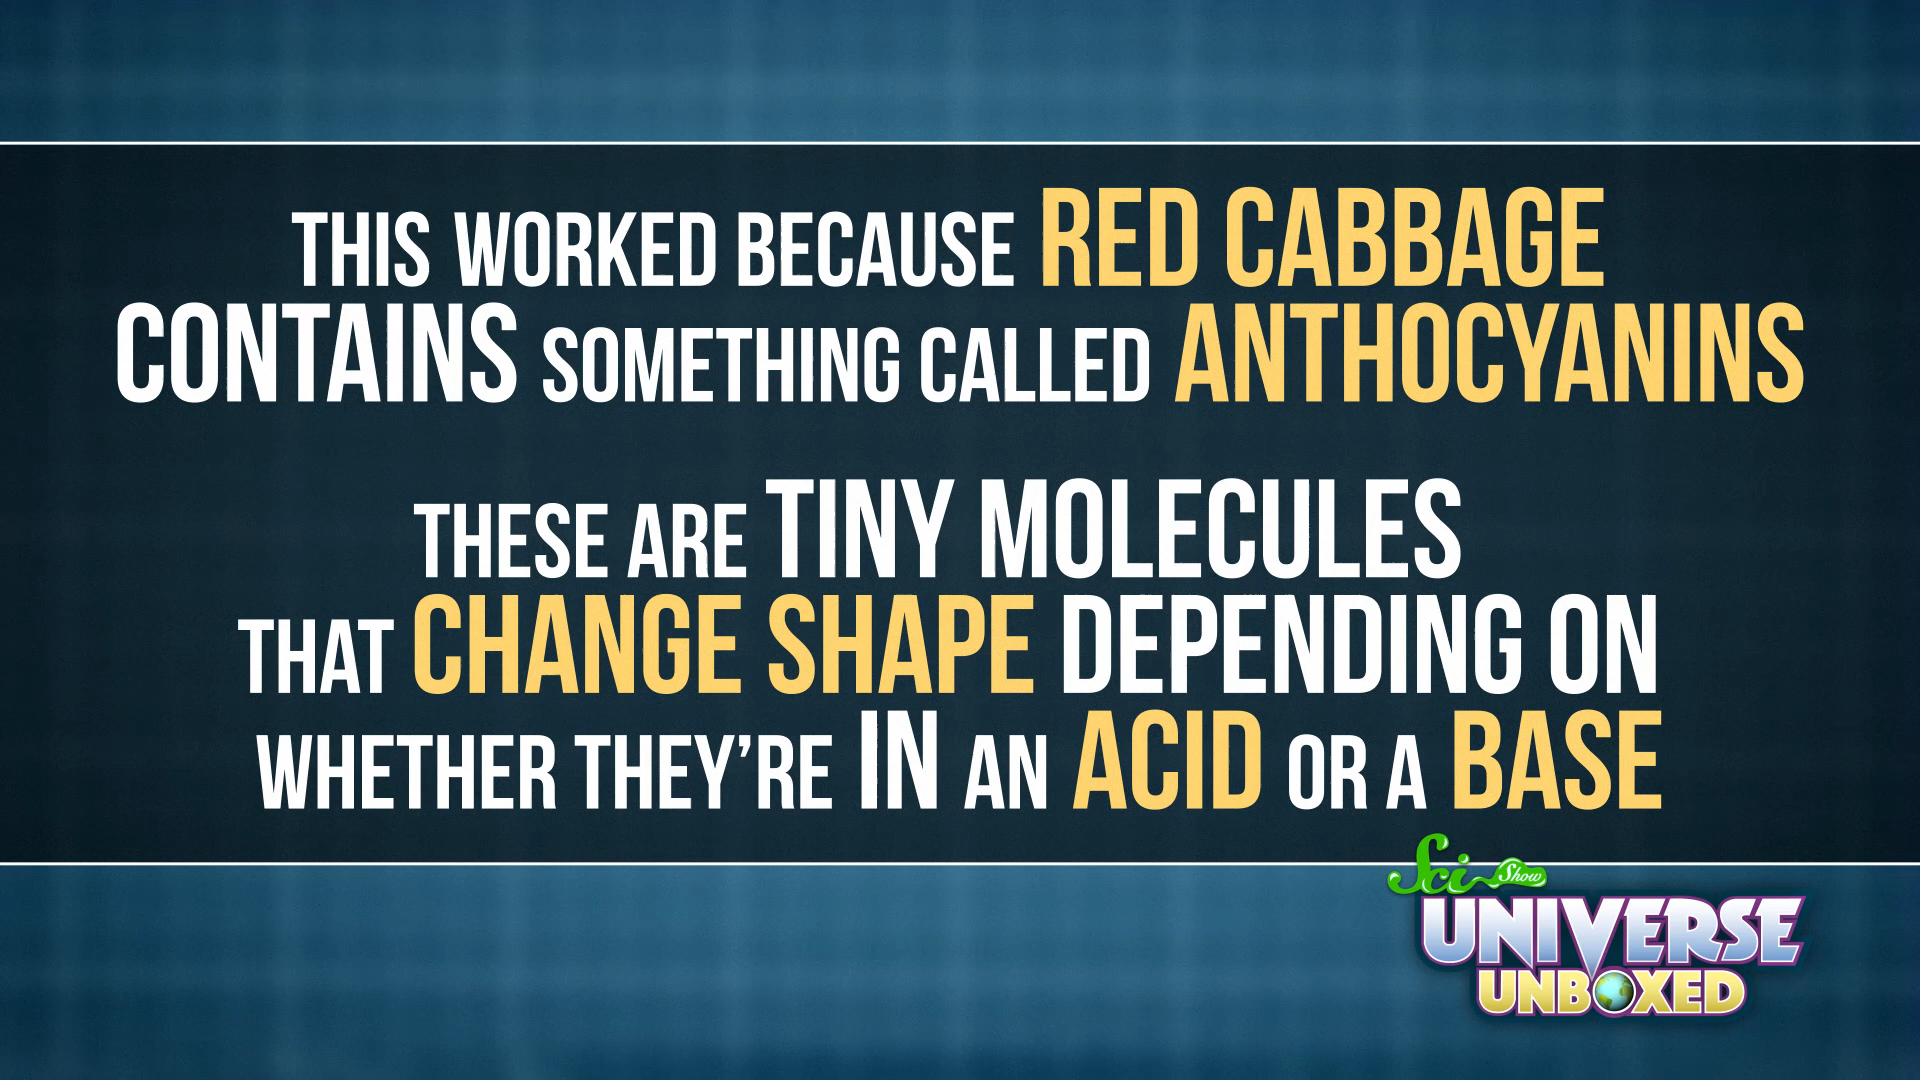 THIS WORKED BECAUSE RED CABBAGE
CONTAINS SOMETHING CALLED ANTHOCYANINS
THESE ARE TINY MOLECULES
THAT CHANGE SHAPE DEPENDING ON
WHETHER THEY'RE IN AN ACID OR A BASE
Sci Show
UNIVERSE
UNBOXED